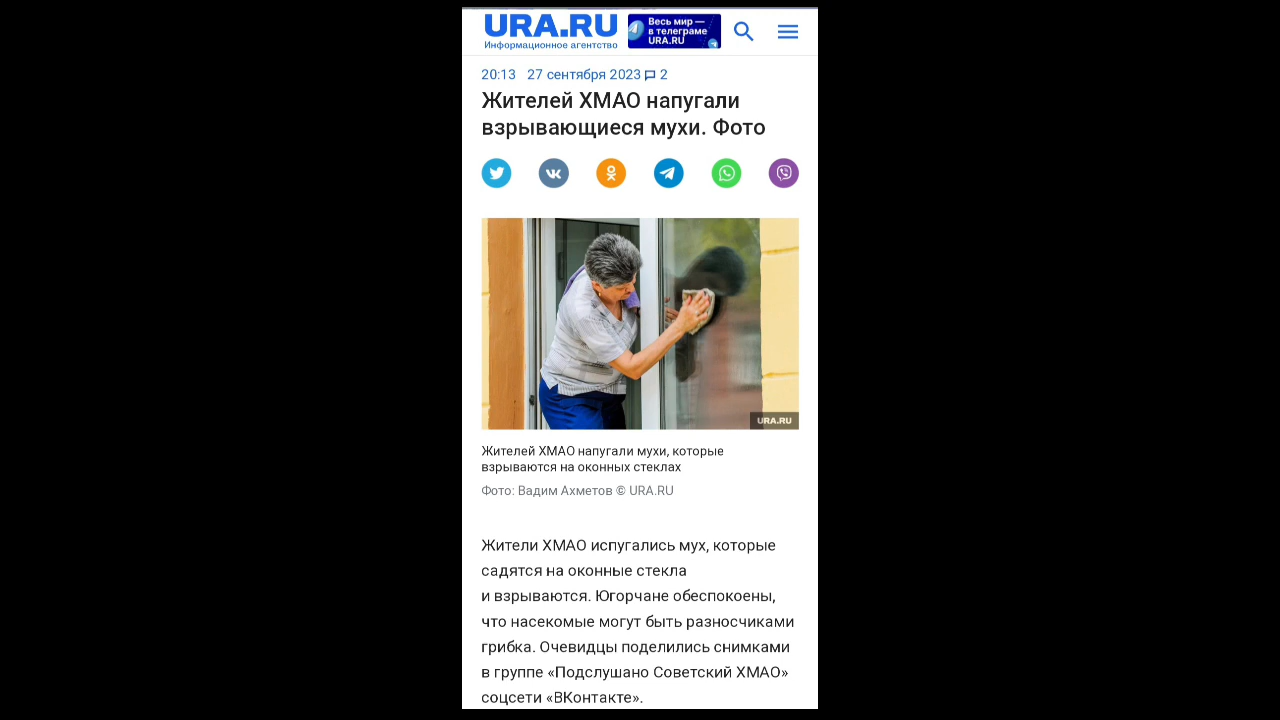 URA.RU
Информационное агентство
Весь мир —
в телеграме
URA.RU
20:13 27 сентября 2023 2
Жителей ХМАО напугали
взрывающиеся мухи. Фото
URA.RU
Жителей ХМАО напугали мухи, которые
взрываются на оконных стеклах
Фото: Вадим Ахметов © URA.RU
Жители ХМАО испугались мух, которые
садятся на оконные стекла
и взрываются. Югорчане обеспокоены,
что насекомые могут быть разносчиками
грибка. Очевидцы поделились снимками
в группе «Подслушано Советский ХМАО»
соцсети «ВКонтакте».